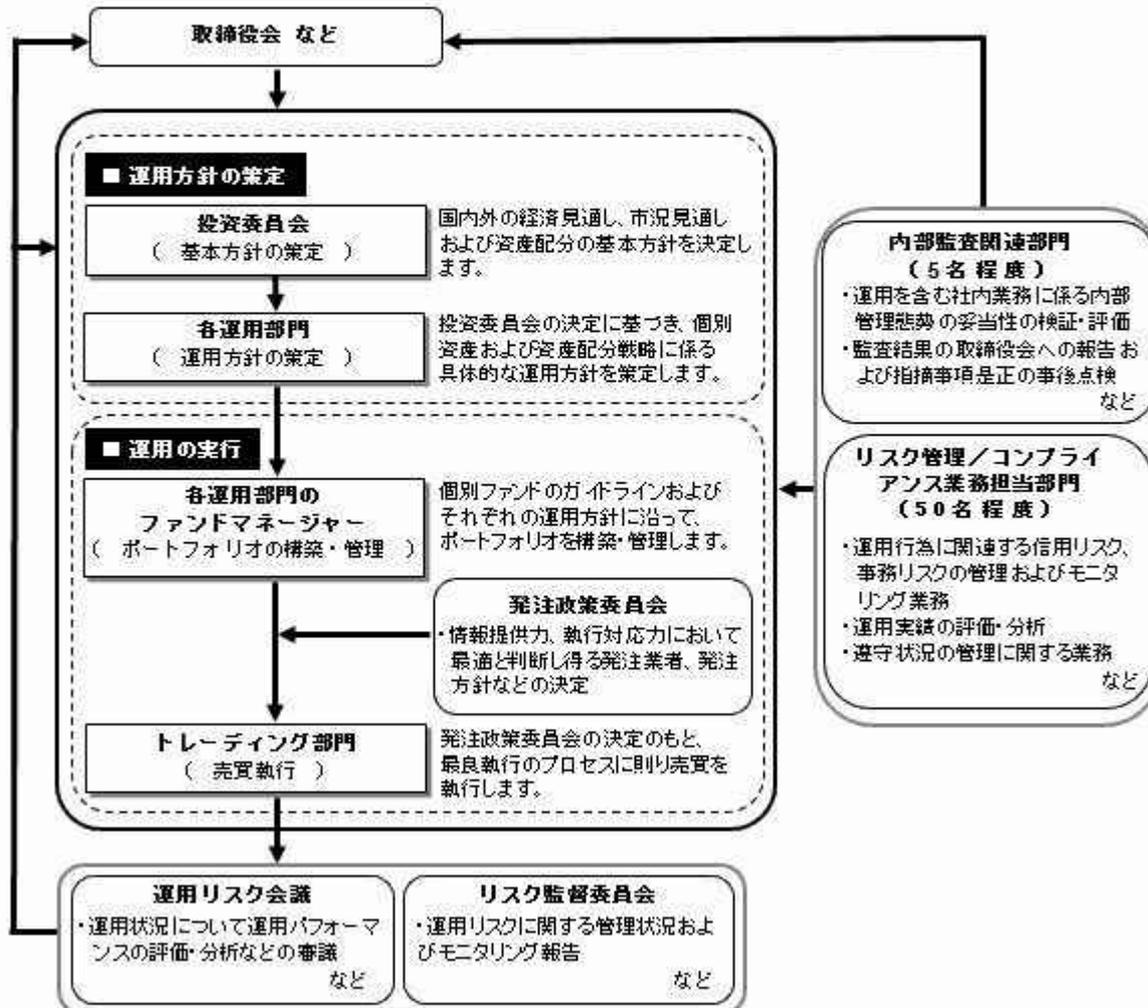 取締役会 など
■ 運用方針の策定
投資委員会
( 基本方針の策定 )
国内外の経済見通し、市況見通し
および資産配分の基本方針を決定し
ます。
各運用部門
( 運用方針の策定 )
投資委員会の決定に基づき、個別
資産および資産配分戦略に係る
具体的な運用方針を策定します。
■ 運用の実行
各運用部門の
ファンドマネージャー
( ポートフォリオの構築・管理 )
個別ファンドのガイドラインおよび
それぞれの運用方針に沿って、
ポートフォリオを構築・管理します。
発注政策委員会
・情報提供力、執行対応力において
最適と判断し得る発注業者、発注
方針などの決定
トレーディング部門
( 売買執行 )
発注政策委員会の決定のもと、
最良執行のプロセスに則り売買を
執行します。
運用リスク会議
・運用状況について運用パフォーマ
ンスの評価・分析などの審議
など
リスク監督委員会
・運用リスクに関する管理状況およ
びモニタリング報告
など
内部監査関連部門
(5名程度)
・運用を含む社内業務に係る内部
管理態勢の妥当性の検証・評価
・監査結果の取締役会への報告お
よび指摘事項是正の事後点検
など
リスク管理/コンプライ
アンス業務担当部門
(50名程度)
・運用行為に関連する信用リスク、
事務リスクの管理およびモニタ
リング業務
・運用実績の評価・分析
・遵守状況の管理に関する業務
など